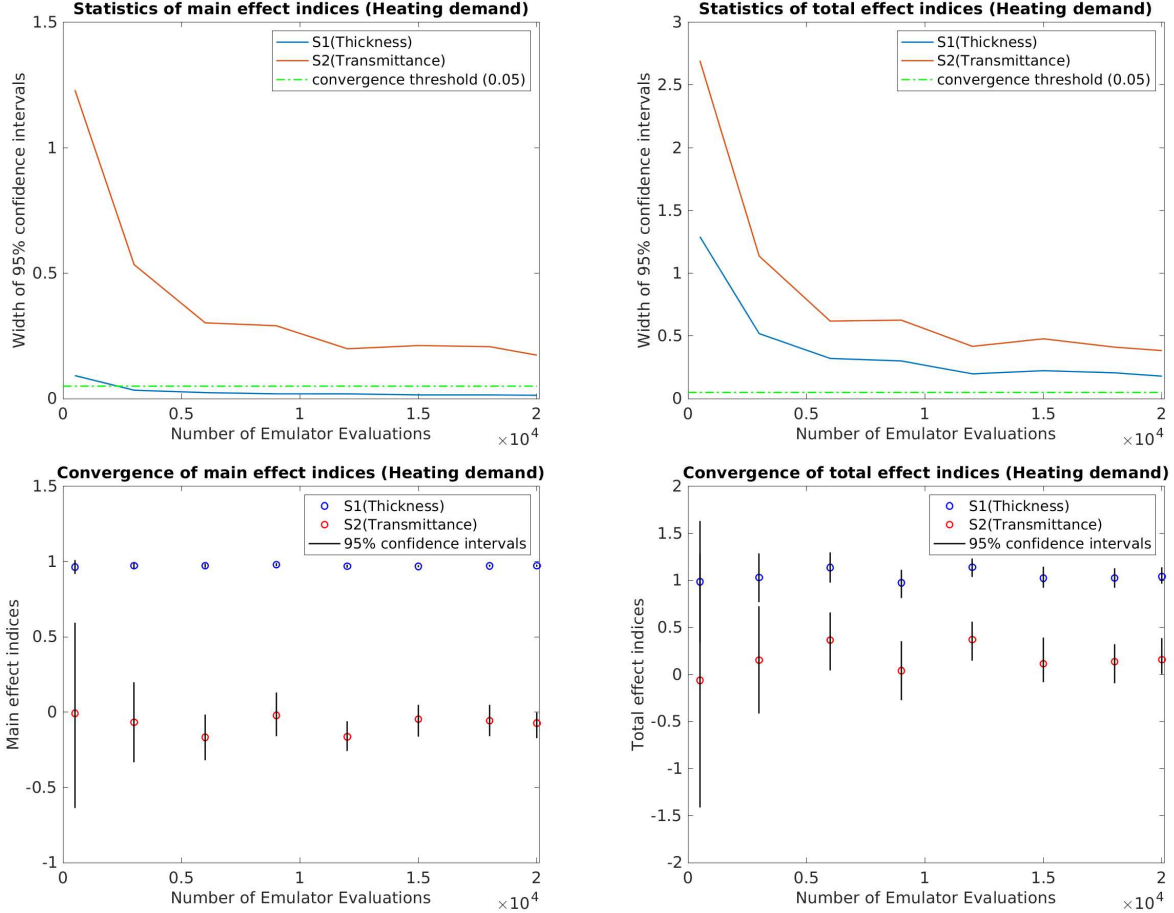 Statistics of main effect indices (Heating demand)
1.5
1
0.5
0
Width of 95% confidence intervals
S1(Thickness)
S2(Transmittance)
convergence threshold (0.05)
0 0.5 1 1.5 2
Number of Emulator Evaluations
×10^4
Statistics of total effect indices (Heating demand)
3
2.5
2
1.5
1
0.5
0
Width of 95% confidence intervals
S1(Thickness)
S2(Transmittance)
convergence threshold (0.05)
0 0.5 1 1.5 2
Number of Emulator Evaluations
×10^4
Convergence of main effect indices (Heating demand)
1.5
1
0.5
0
-0.5
-1
Main effect indices
S1(Thickness)
S2(Transmittance)
95% confidence intervals
0 0.5 1 1.5 2
Number of Emulator Evaluations
×10^4
Convergence of total effect indices (Heating demand)
2
1.5
1
0.5
0
-0.5
-1
-1.5
-2
Total effect indices
S1(Thickness)
S2(Transmittance)
95% confidence intervals
0 0.5 1 1.5 2
Number of Emulator Evaluations
×10^4